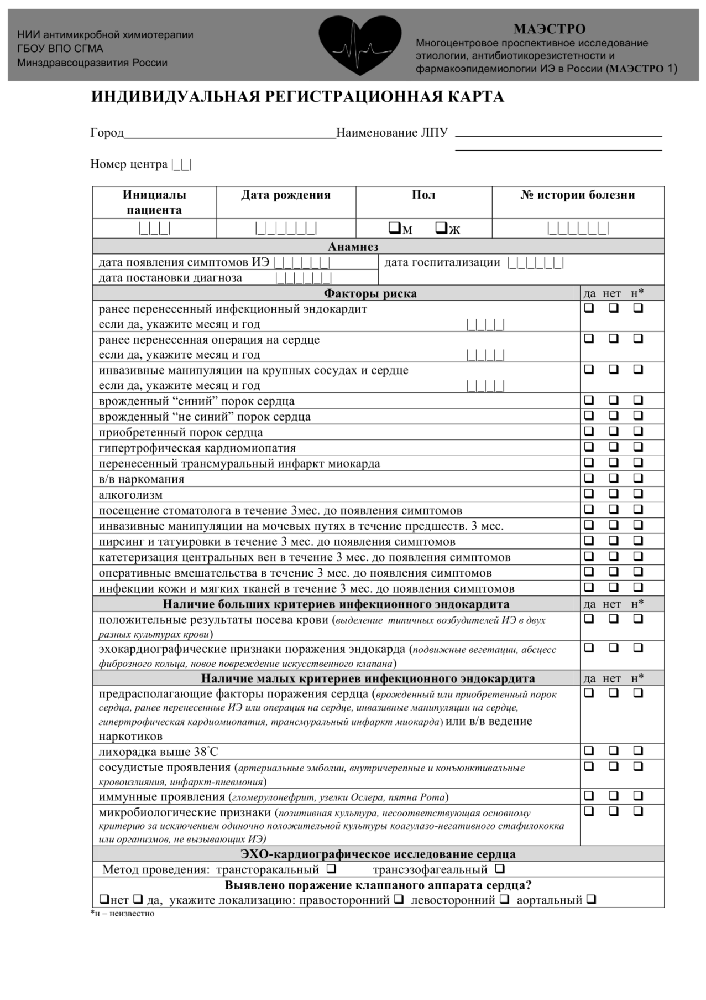 НИИ антимикробной химиотерапии
ГБОУ ВПО СГМА
Минздравсоцразвития России
МАЭСТРО
Многоцентровое проспективное исследование
этиологии, антибиотикорезистетности и
фармакоэпидемиологии ИЭ в России (МАЭСТРО 1)
ИНДИВИДУАЛЬНАЯ РЕГИСТРАЦИОННАЯ КАРТА
Город________________________________Наименование ЛПУ
Номер центра |_|_|
Инициалы пациента Дата рождения Пол № истории болезни
|_|_|_| |_|_|_|_|_|_| ❑м ❑ж |_|_|_|_|_|_|
Анамнез
дата появления симптомов ИЭ |_|_|_|_|_|_| дата госпитализации |_|_|_|_|_|_|
дата постановки диагноза |_|_|_|_|_|_|
Факторы риска да нет н*
ранее перенесенный инфекционный эндокардит ❑ ❑ ❑
если да, укажите месяц и год |_|_|_|_|
ранее перенесенная операция на сердце ❑ ❑ ❑
если да, укажите месяц и год |_|_|_|_|
инвазивные манипуляции на крупных сосудах и сердце ❑ ❑ ❑
если да, укажите месяц и год |_|_|_|_|
врожденный “синий” порок сердца ❑ ❑ ❑
врожденный “не синий” порок сердца ❑ ❑ ❑
приобретенный порок сердца ❑ ❑ ❑
гипертрофическая кардиомиопатия ❑ ❑ ❑
перенесенный трансмуральный инфаркт миокарда ❑ ❑ ❑
в/в наркомания ❑ ❑ ❑
алкоголизм ❑ ❑ ❑
посещение стоматолога в течение 3мес. до появления симптомов ❑ ❑ ❑
инвазивные манипуляции на мочевых путях в течение предшеств. 3 мес. ❑ ❑ ❑
пирсинг и татуировки в течение 3 мес. до появления симптомов ❑ ❑ ❑
катетеризация центральных вен в течение 3 мес. до появления симптомов ❑ ❑ ❑
оперативные вмешательства в течение 3 мес. до появления симптомов ❑ ❑ ❑
инфекции кожи и мягких тканей в течение 3 мес. до появления симптомов ❑ ❑ ❑
Наличие больших критериев инфекционного эндокардита да нет н*
положительные результаты посева крови (выделение типичных возбудителей ИЭ в двух ❑ ❑ ❑
разных культурах крови)
эхокардиографические признаки поражения эндокарда (подвижные вегетации, абсцесс ❑ ❑ ❑
фиброзного кольца, новое повреждение искусственного клапана)
Наличие малых критериев инфекционного эндокардита да нет н*
предрасполагающие факторы поражения сердца (врожденный или приобретенный порок ❑ ❑ ❑
сердца, ранее перенесенные ИЭ или операция на сердце, инвазивные манипуляции на сердце,
гипертрофическая кардиомиопатия, трансмуральный инфаркт миокарда) или в/в ведение
наркотиков
лихорадка выше 38°С ❑ ❑ ❑
сосудистые проявления (артериальные эмболии, внутричерепные и конъюнктивальные ❑ ❑ ❑
кровоизлияния, инфаркт-пневмония)
иммунные проявления (гломерулонефрит, узелки Ослера, пятна Рота) ❑ ❑ ❑
микробиологические признаки (позитивная культура, несоответствующая основному ❑ ❑ ❑
критерию за исключением одиночно положительной культуры коагулазо-негативного стафилококка
или организмов, не вызывающих ИЭ)
ЭХО-кардиографическое исследование сердца
Метод проведения: трансторакальный ❑ трансэзофагеальный ❑
Выявлено поражение клаппаного аппарата сердца?
❑нет ❑ да, укажите локализацию: правосторонний ❑ левосторонний ❑ аортальный ❑
*н – неизвестно